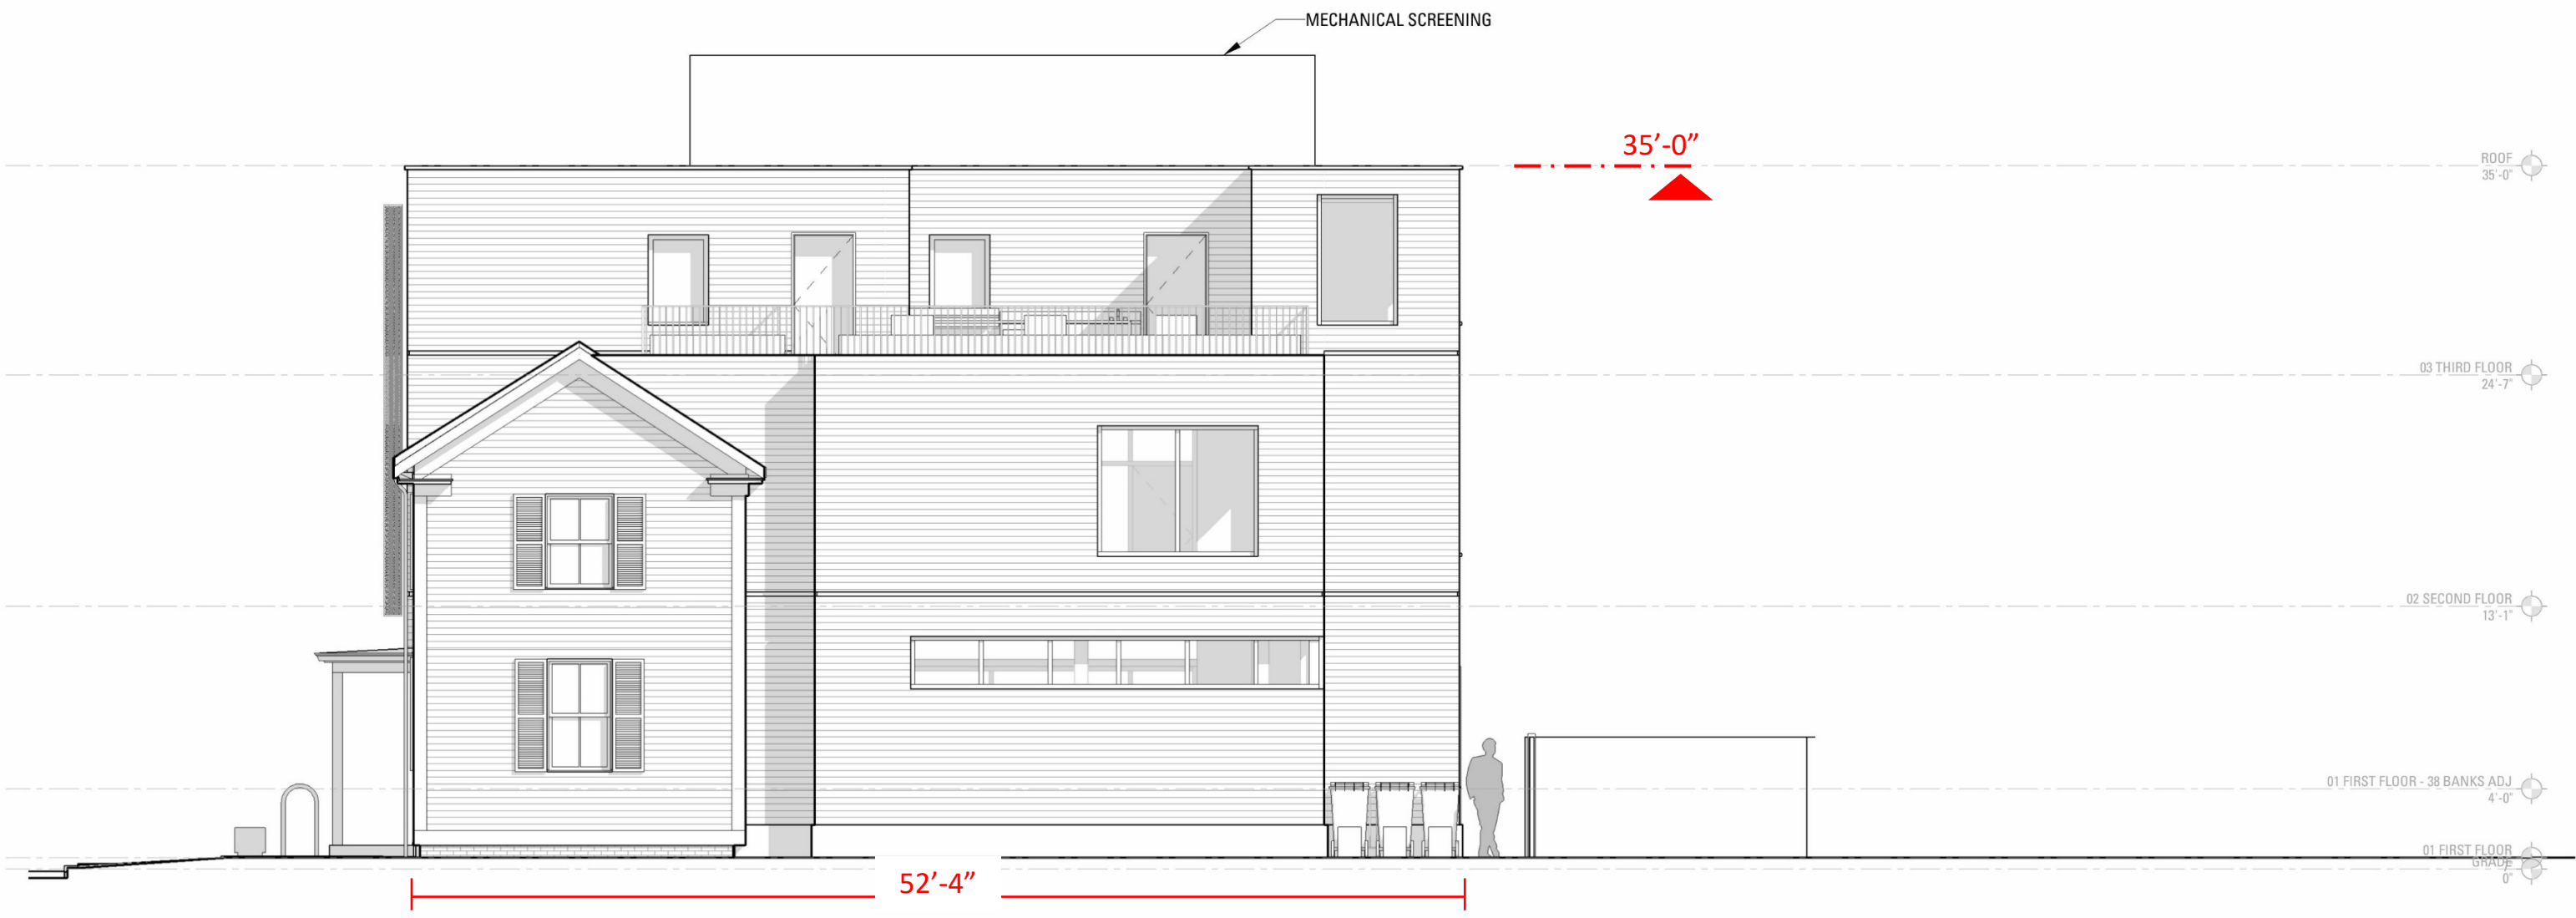 MECHANICAL SCREENING
35’-0”
ROOF
35'-0"
03 THIRD FLOOR
24'-7"
02 SECOND FLOOR
13'-1"
01 FIRST FLOOR - 38 BANKS ADJ
4'-0"
01 FIRST FLOOR
GRADE
0"
52’-4”